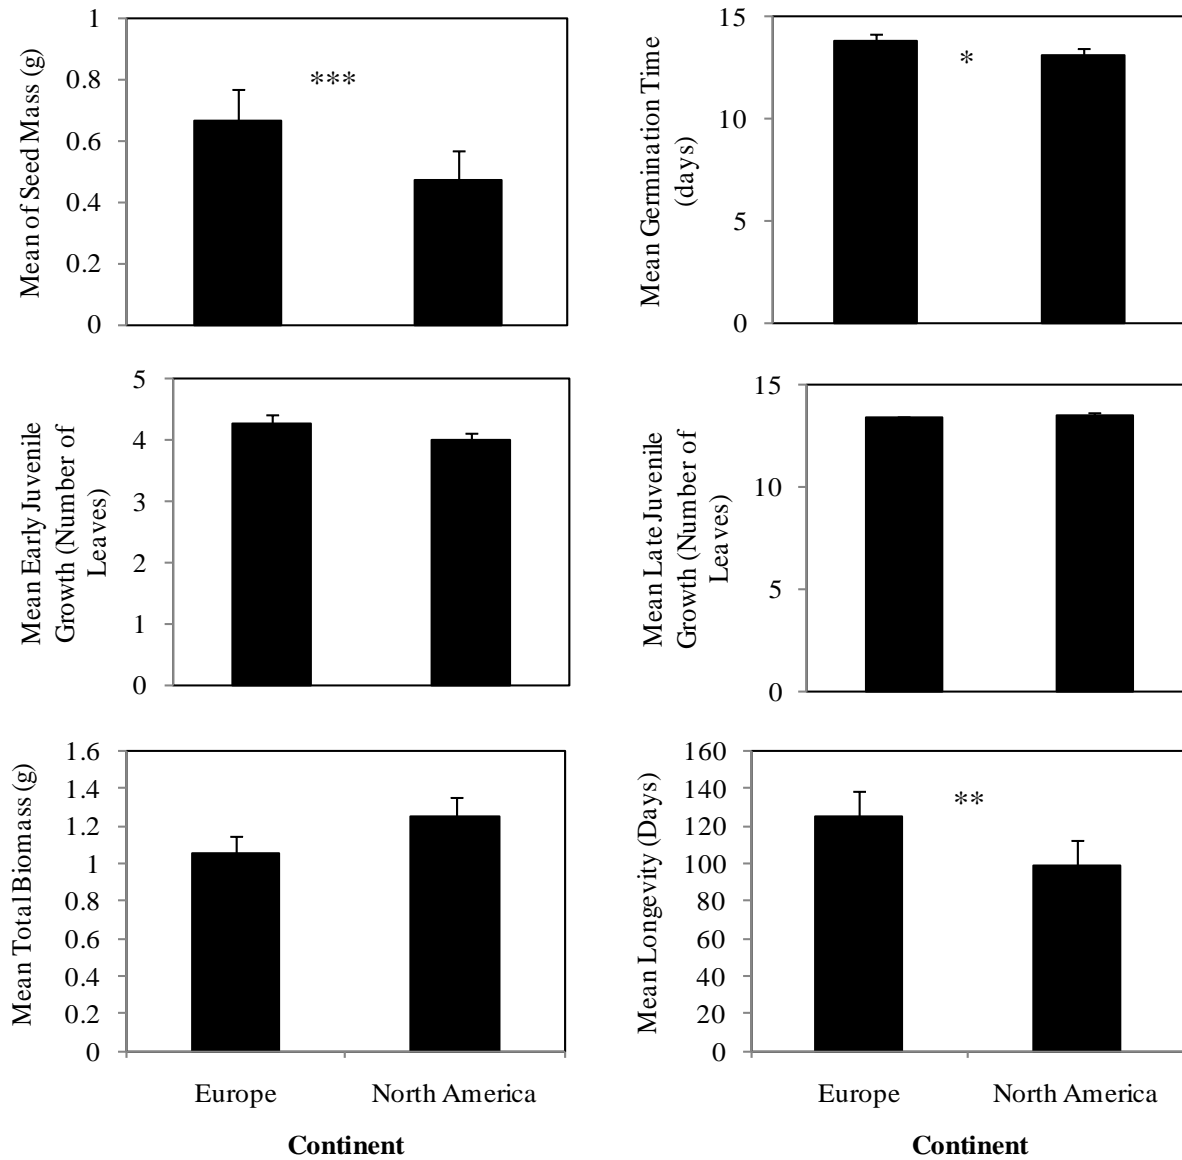 Mean of Seed Mass (g)
1
0.8
0.6
0.4
0.2
0
***
Mean Germination Time
(days)
15
10
5
0
*
Mean Early Juvenile
Growth (Number of
Leaves)
5
4
3
2
1
0
Mean Late Juvenile
Growth (Number of
Leaves)
15
10
5
0
Mean Total Biomass (g)
1.6
1.4
1.2
1
0.8
0.6
0.4
0.2
0
Europe
North America
Continent
Mean Longevity (Days)
160
140
120
100
80
60
40
20
0
**
Europe
North America
Continent